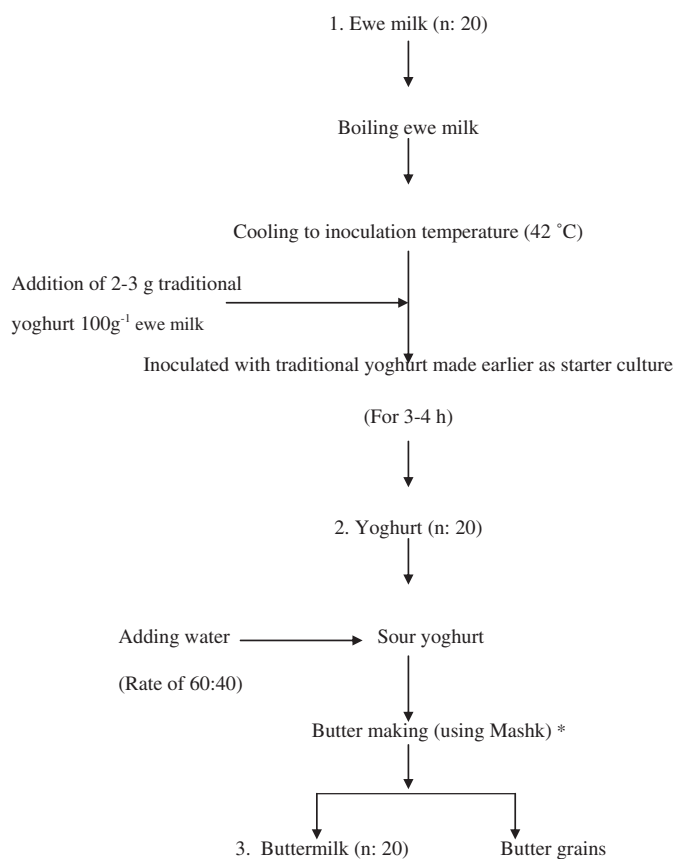 1. Ewe milk (n: 20)
Boiling ewe milk
Cooling to inoculation temperature (42 ˚C)
Addition of 2-3 g traditional
yoghurt 100g⁻¹ ewe milk
Inoculated with traditional yoghurt made earlier as starter culture
(For 3-4 h)
2. Yoghurt (n: 20)
Adding water
Sour yoghurt
(Rate of 60:40)
Butter making (using Mashk) *
3. Buttermilk (n: 20)
Butter grains